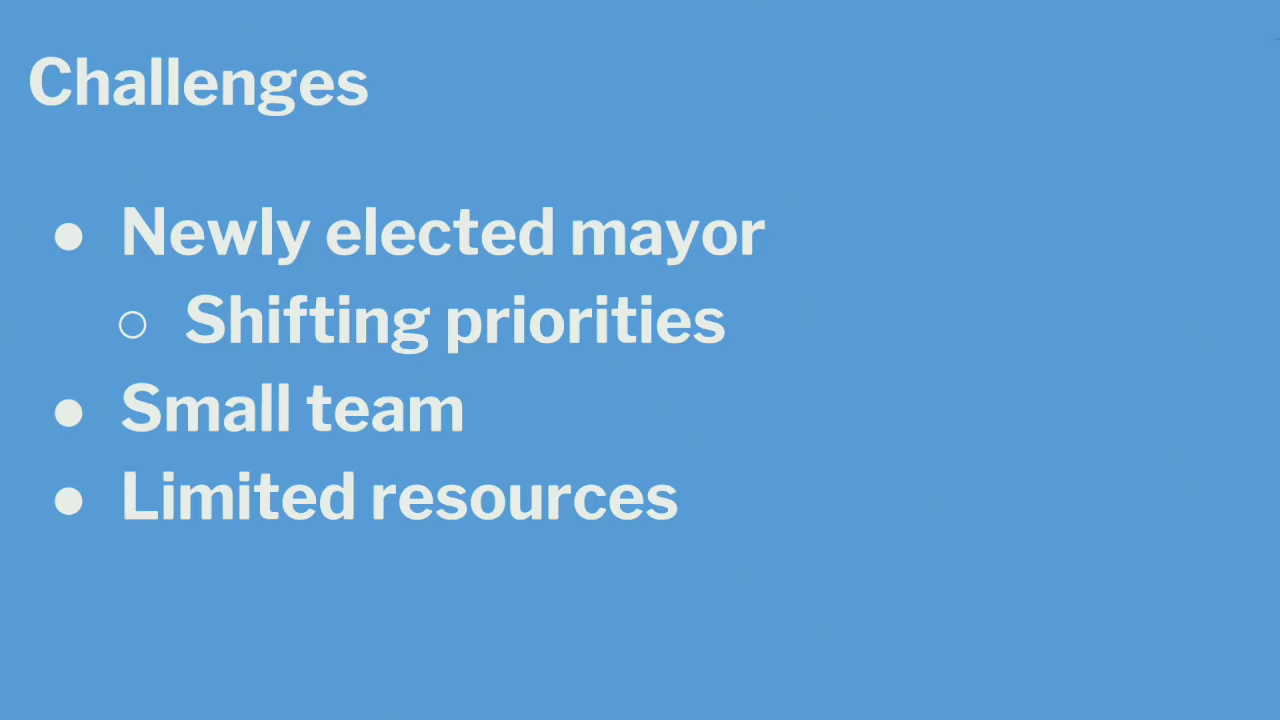 Challenges
● Newly elected mayor
○ Shifting priorities
● Small team
● Limited resources